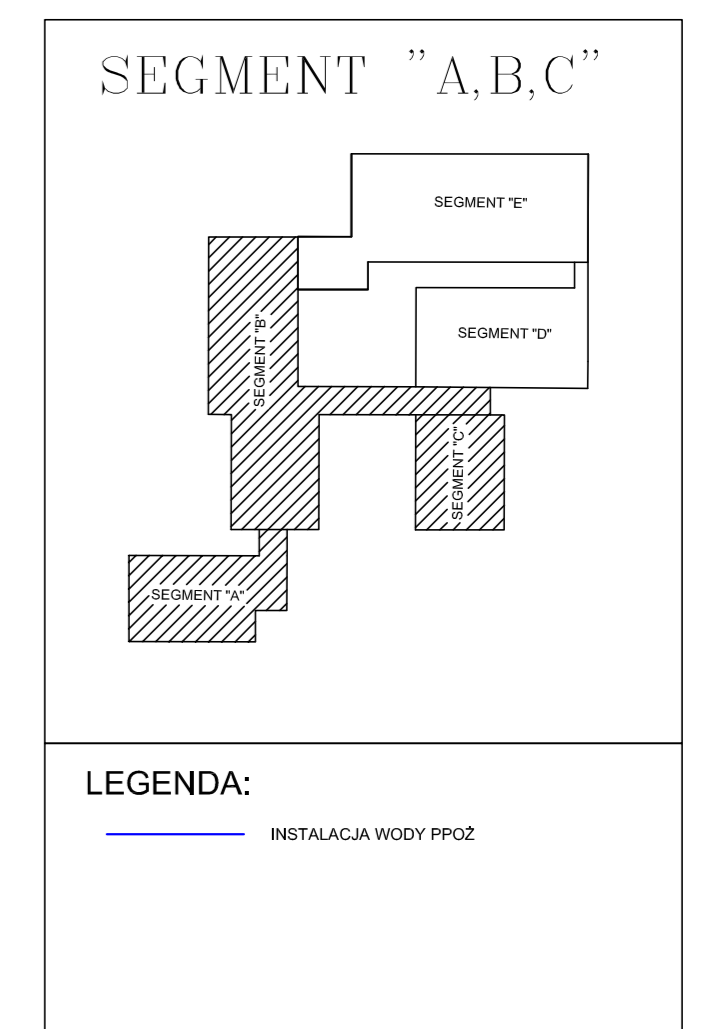 SEGMENT "A,B,C"
SEGMENT "E"
SEGMENT "B"
SEGMENT "D"
SEGMENT "C"
SEGMENT "A"
LEGENDA:
INSTALACJA WODY PPOŻ